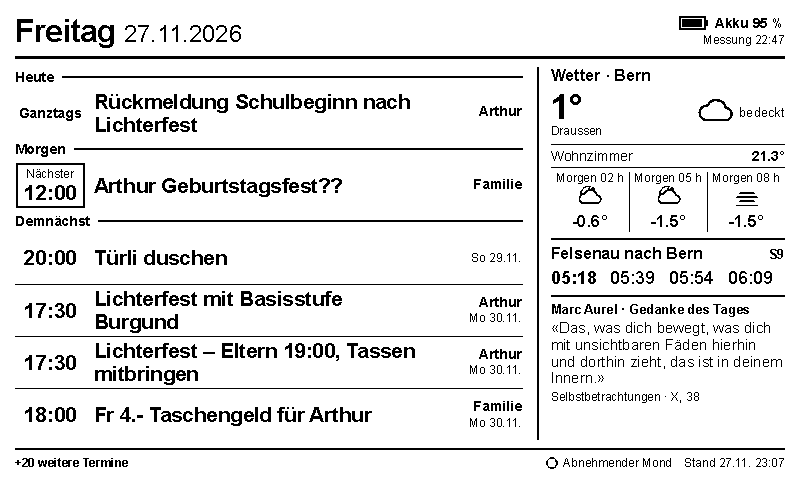 Freitag 27.11.2026
Akku 95 %
Messung 22:47
Heute
Ganztags
Rückmeldung Schulbeginn nach
Lichterfest
Arthur
Morgen
Nächster
12:00
Arthur Geburtstagsfest??
Familie
Demnächst
20:00
Türli duschen
So 29.11.
17:30
Lichterfest mit Basisstufe
Burgund
Arthur
Mo 30.11.
17:30
Lichterfest – Eltern 19:00, Tassen
mitbringen
Arthur
Mo 30.11.
18:00
Fr 4.- Taschengeld für Arthur
Familie
Mo 30.11.
+20 weitere Termine
Wetter · Bern
1°
bedeckt
Draussen
Wohnzimmer 21.3°
Morgen 02 h Morgen 05 h Morgen 08 h
-0.6° -1.5° -1.5°
Felsenau nach Bern S9
05:18 05:39 05:54 06:09
Marc Aurel · Gedanke des Tages
«Das, was dich bewegt, was dich
mit unsichtbaren Fäden hierhin
und dorthin zieht, das ist in deinem
Innern.»
Selbstbetrachtungen · X, 38
Abnehmender Mond Stand 27.11. 23:07